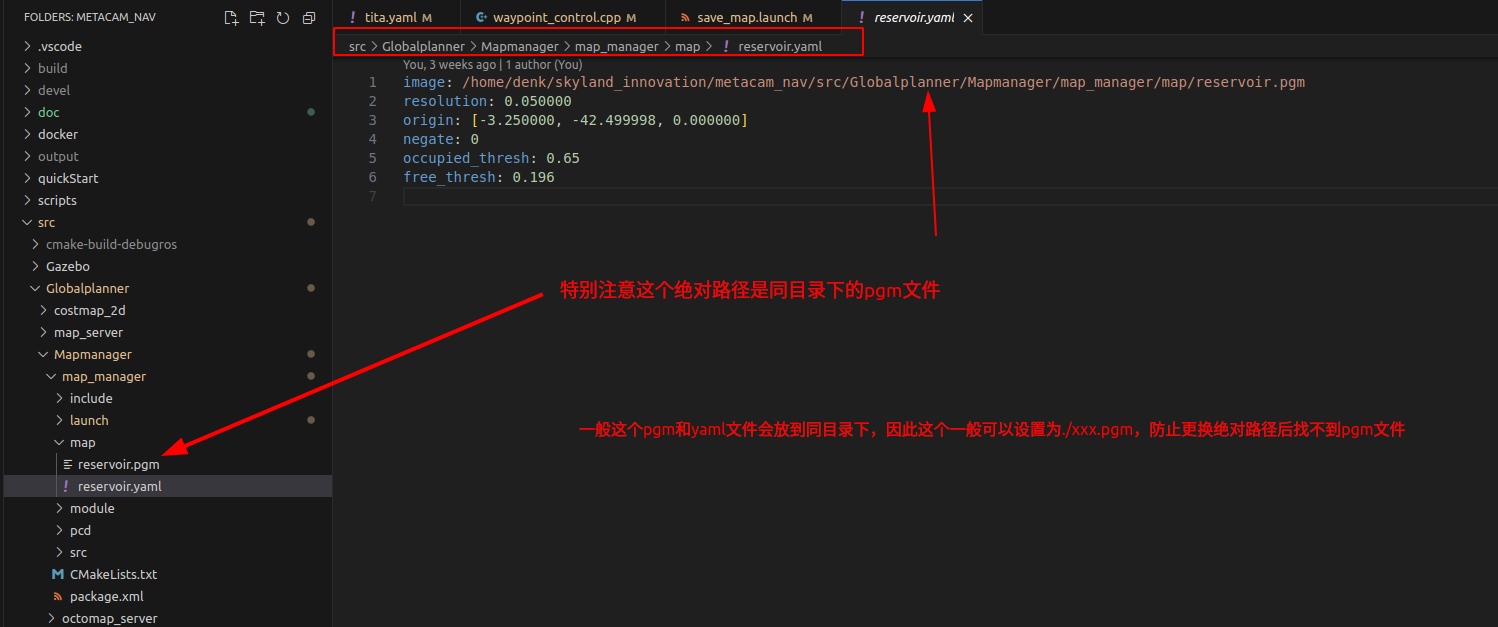 FOLDERS: METACAM_NAV
.vscode
build
devel
doc
docker
output
quickStart
scripts
src
cmake-build-debugros
Gazebo
Globalplanner
costmap_2d
map_server
Mapmanager
map_manager
include
launch
map
reservoir.pgm
! reservoir.yaml
module
pcd
src
M CMakeLists.txt
package.xml
octomap_server
! tita.yaml M
waypoint_control.cpp M
save_map.launch M
! reservoir.yaml ×
src > Globalplanner > Mapmanager > map_manager > map > ! reservoir.yaml
You, 3 weeks ago | 1 author (You)
1 image: /home/denk/skyland_innovation/metacam_nav/src/Globalplanner/Mapmanager/map_manager/map/reservoir.pgm
2 resolution: 0.050000
3 origin: [-3.250000, -42.499998, 0.000000]
4 negate: 0
5 occupied_thresh: 0.65
6 free_thresh: 0.196
7
特别注意这个绝对路径是同目录下的pgm文件
一般这个pgm和yaml文件会放到同目录下，因此这个一般可以设置为./xxx.pgm，防止更换绝对路径后找不到pgm文件